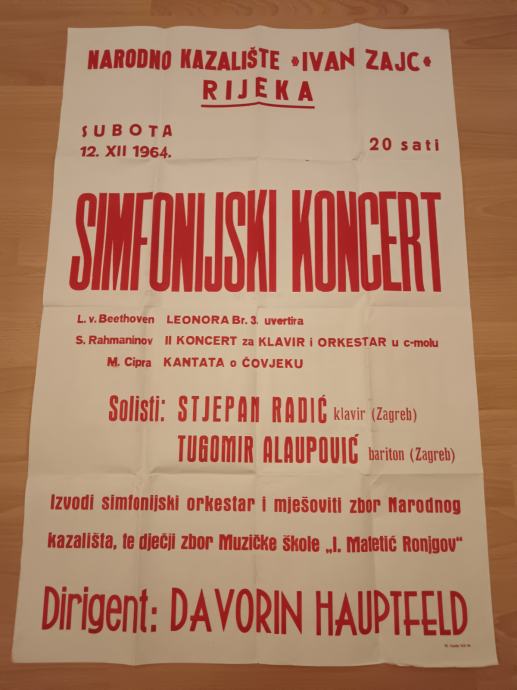 NARODNO KAZALIŠTE »IVAN ZAJC«
RIJEKA
SUBOTA
12. XII 1964.
20 sati
SIMFONIJSKI KONCERT
L. v. Beethoven LEONORA Br. 3. uvertira
S. Rahmaninov II KONCERT za KLAVIR i ORKESTAR u c-molu
M. Cipra KANTATA o ČOVJEKU
Solisti: STJEPAN RADIĆ klavir (Zagreb)
TUGOMIR ALAUPOVIĆ bariton (Zagreb)
Izvodi simfonijski orkestar i mješoviti zbor Narodnog
kazališta, te dječji zbor Muzičke škole „I. Maletić Ronjgov"
Dirigent: DAVORIN HAUPTFELD